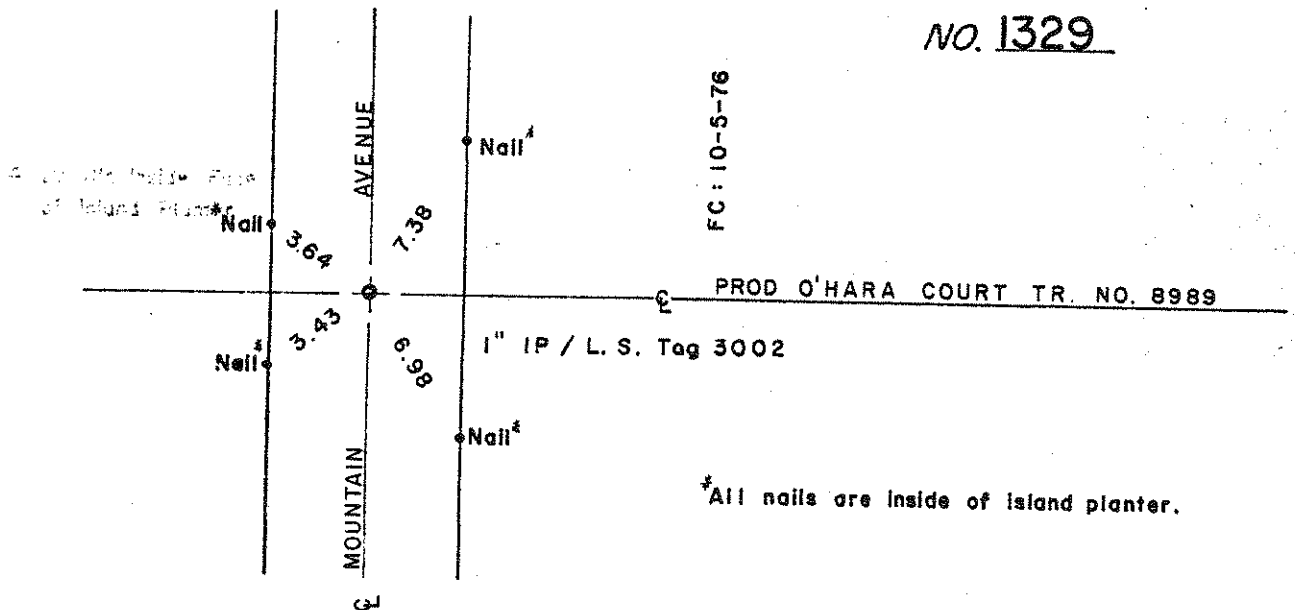 NO. 1329
FC: 10-5-76
AVENUE
Nail*
*Nail
3.64
7.38
℄
PROD O'HARA COURT TR. NO. 8989
3.43
6.98
1" IP / L.S. Tag 3002
Nail*
Nail*
MOUNTAIN
*All nails are inside of island planter.
℄